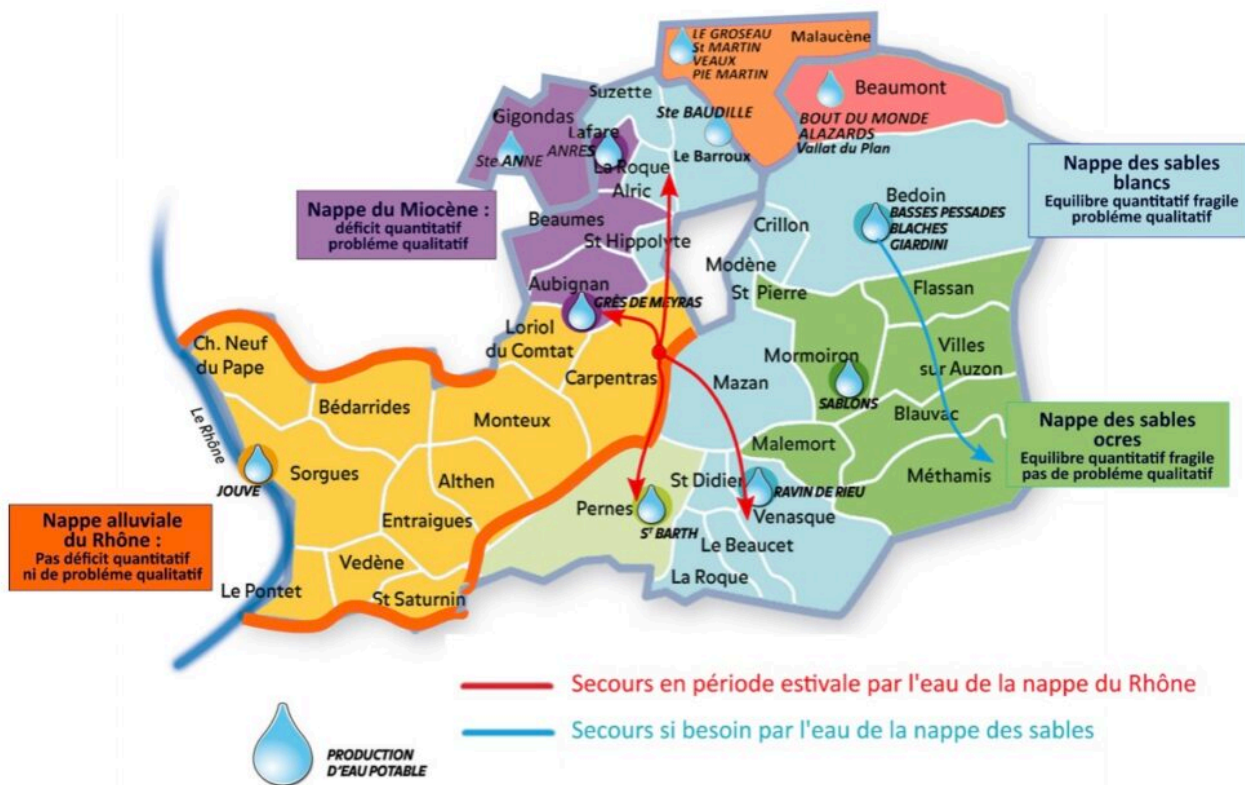 LE GROSEAU
St MARTIN
VEAUX
PIE MARTIN
Malaucène
Beaumont
BOUT DU MONDE
ALAZARDS
Vallat du Plan
Suzette
Ste BAUDILLE
Le Barroux
Gigondas
Ste ANNE
Lafare
ANRES
La Roque
Alric
Nappe du Miocène :
déficit quantitatif
probléme qualitatif
Beaumes
St Hippolyte
Aubignan
GRÈS DE MEYRAS
Nappe des sables
blancs
Equilibre quantitatif fragile
probléme qualitatif
Bedoin
BASSES PESSADES
BLACHES
GIARDINI
Crillon
Modène
St Pierre
Flassan
Mormoiron
SABLONS
Villes
sur Auzon
Blauvac
Malemort
Méthamis
Nappe des sables
ocres
Equilibre quantitatif fragile
pas de probléme qualitatif
Ch. Neuf
du Pape
Loriol
du Comtat
Carpentras
Mazan
Bédarrides
Monteux
Le Rhône
Sorgues
JOUVE
Althen
Entraigues
Pernes
ST BARTH
St Didier
RAVIN DE RIEU
Venasque
Le Beaucet
La Roque
Nappe alluviale
du Rhône :
Pas déficit quantitatif
ni de probléme qualitatif
Vedène
Le Pontet
St Saturnin
Secours en période estivale par l'eau de la nappe du Rhône
Secours si besoin par l'eau de la nappe des sables
PRODUCTION
D'EAU POTABLE